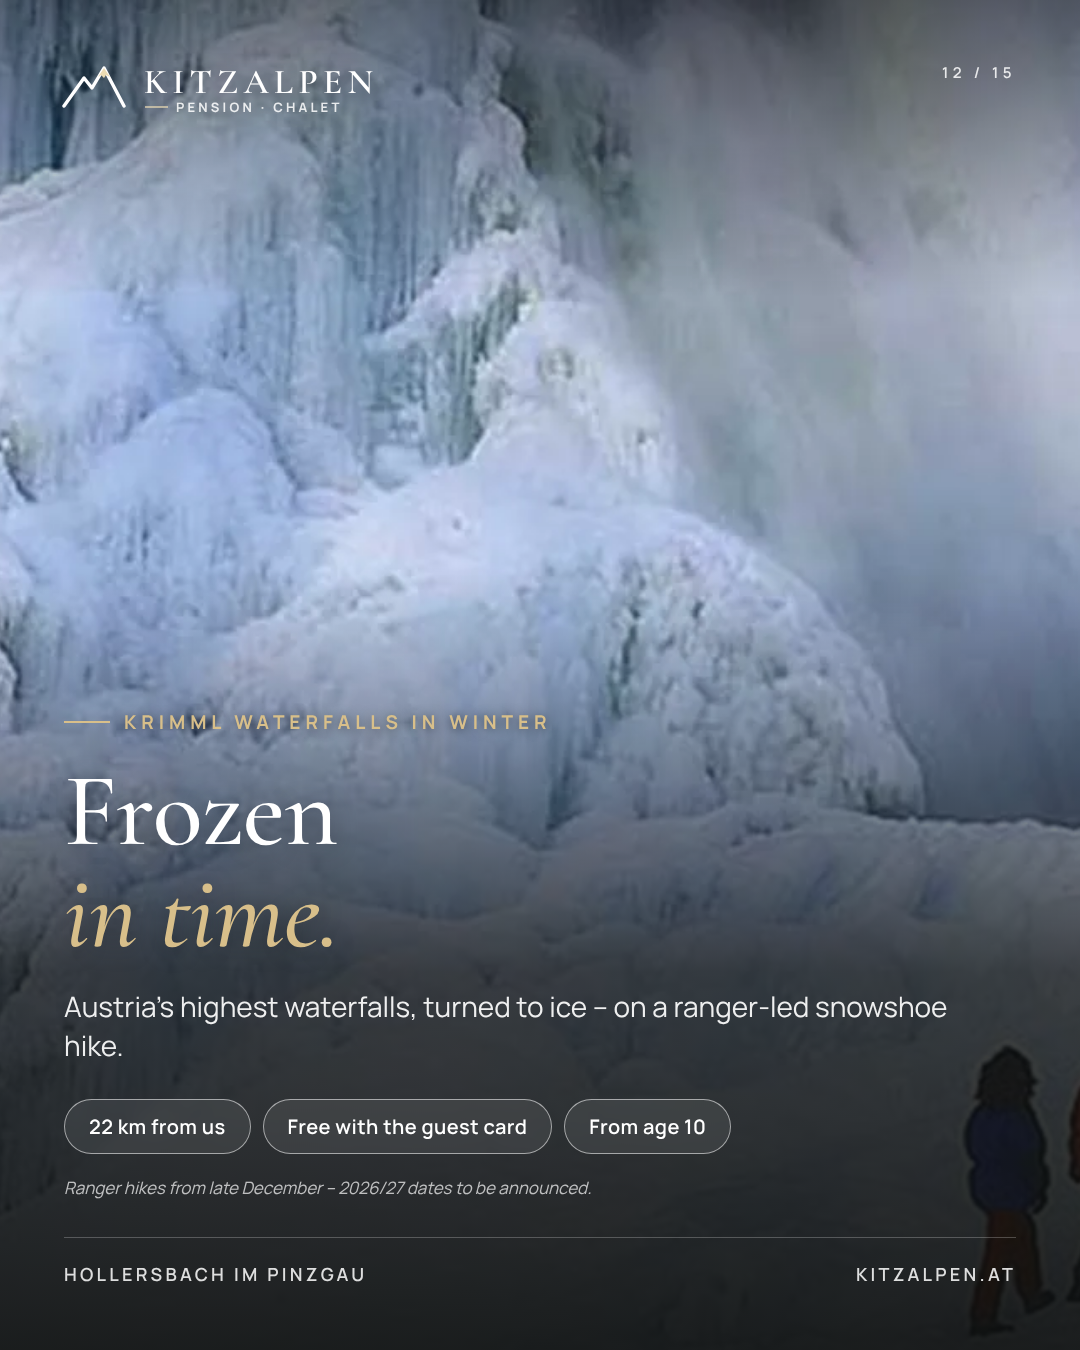 KITZALPEN
PENSION · CHALET
12 / 15
KRIMML WATERFALLS IN WINTER
Frozen
in time.
Austria’s highest waterfalls, turned to ice – on a ranger-led snowshoe
hike.
22 km from us
Free with the guest card
From age 10
Ranger hikes from late December – 2026/27 dates to be announced.
HOLLERSBACH IM PINZGAU
KITZALPEN.AT